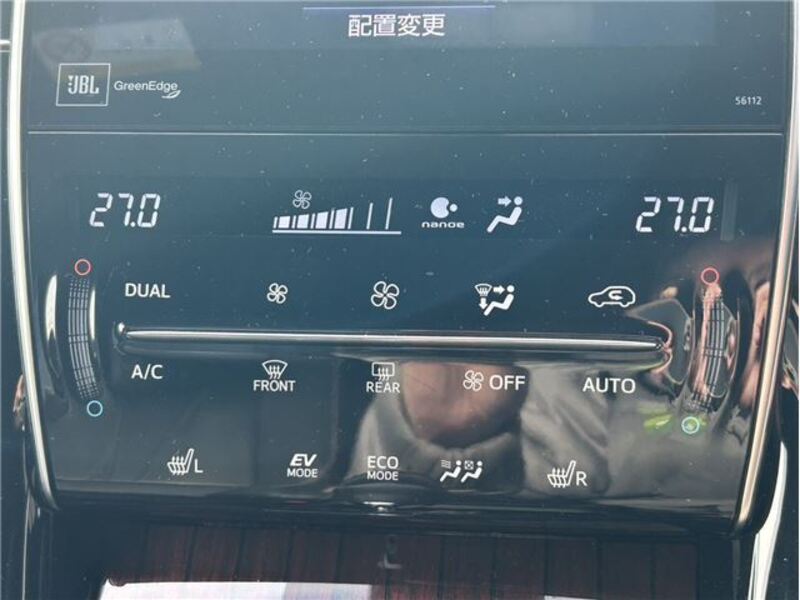 配置変更
JBL GreenEdge
56112
27.0 nanoe 27.0
DUAL
A/C FRONT REAR OFF AUTO
L EV MODE ECO MODE R